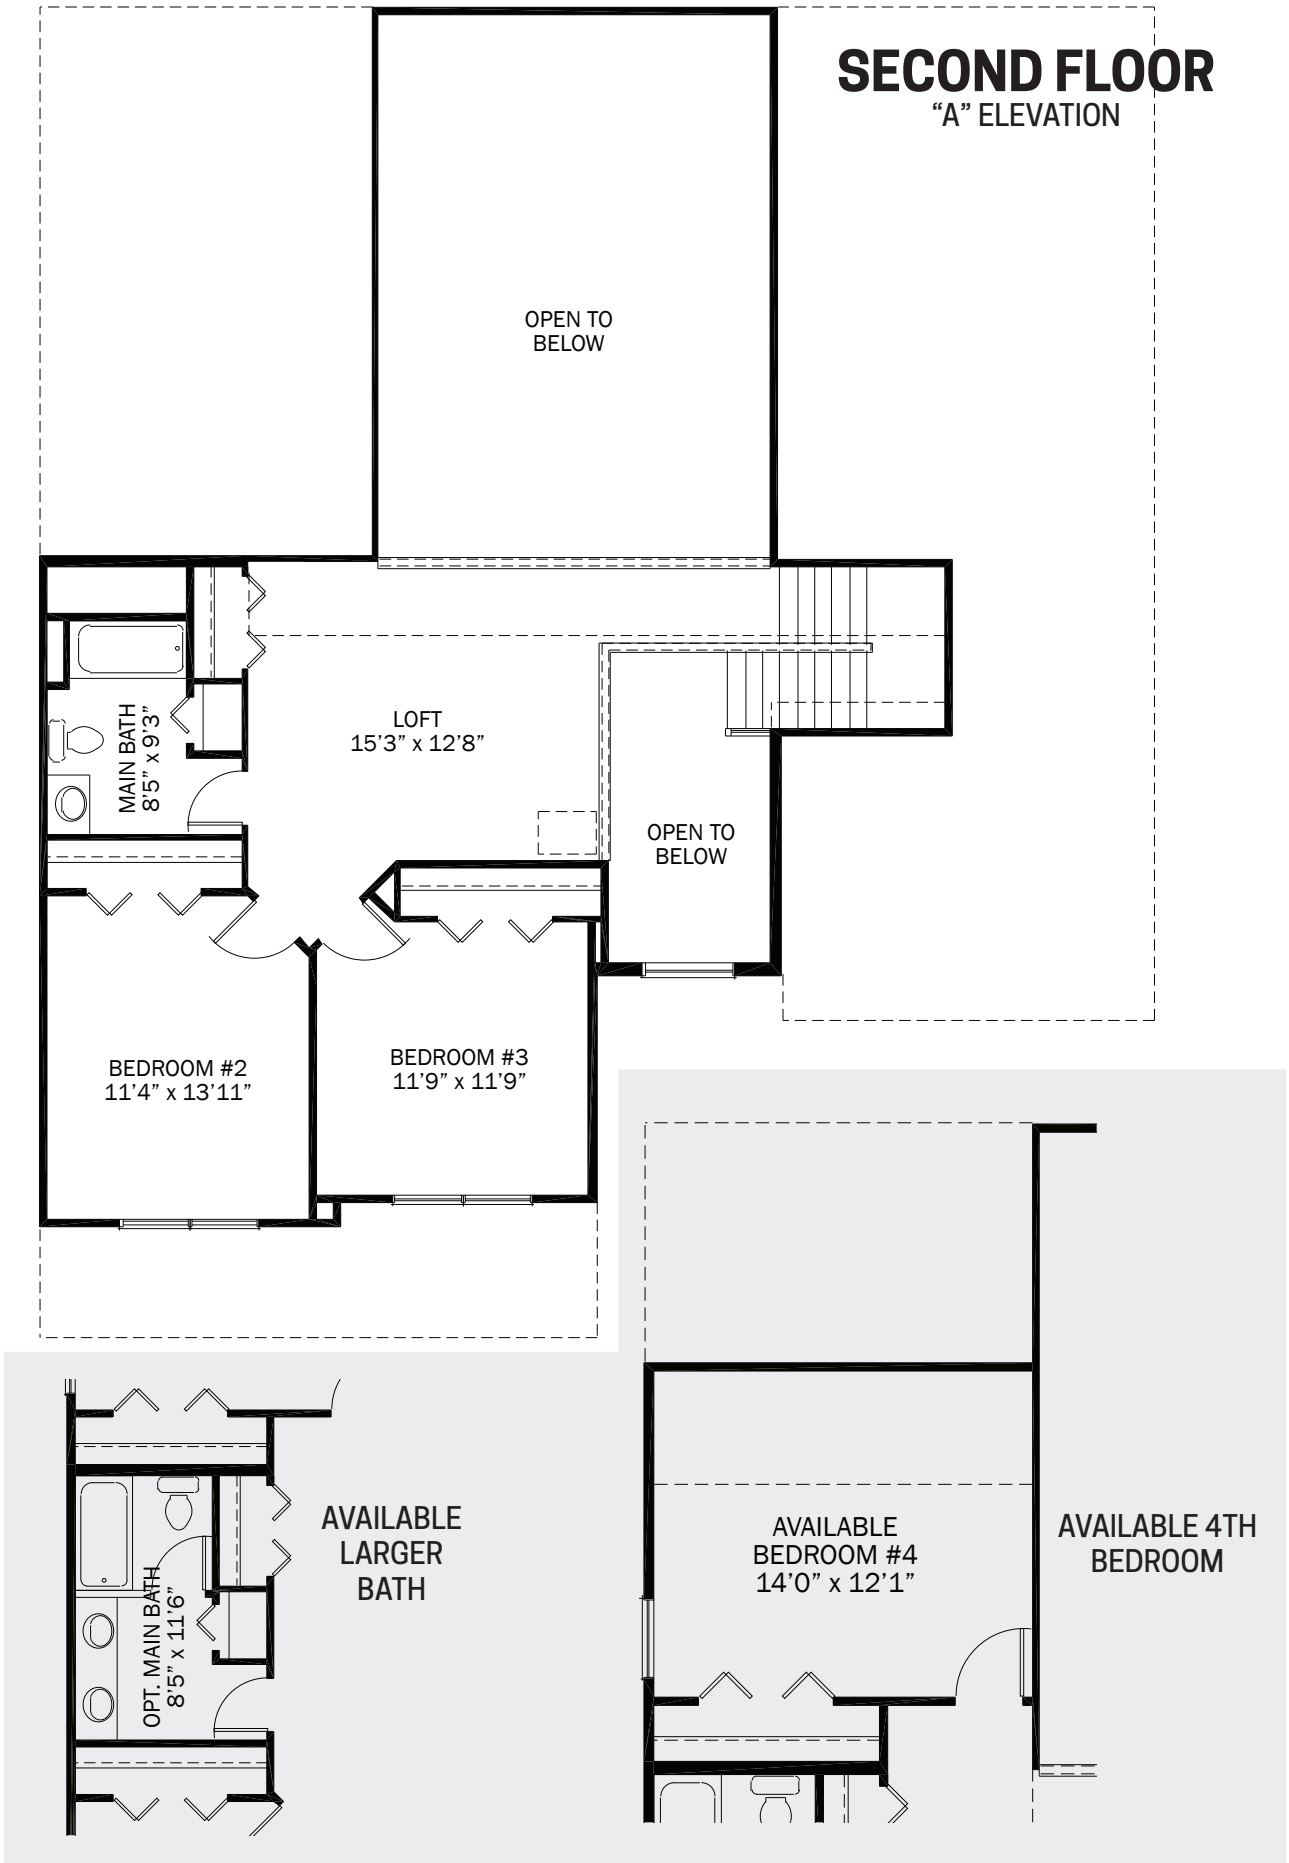 SECOND FLOOR
“A” ELEVATION
OPEN TO
BELOW
LOFT
15’3” x 12’8”
MAIN BATH
8’5” x 9’3”
OPEN TO
BELOW
BEDROOM #2
11’4” x 13’11”
BEDROOM #3
11’9” x 11’9”
AVAILABLE
LARGER
BATH
OPT. MAIN BATH
8’5” x 11’6”
AVAILABLE
BEDROOM #4
14’0” x 12’1”
AVAILABLE 4TH
BEDROOM